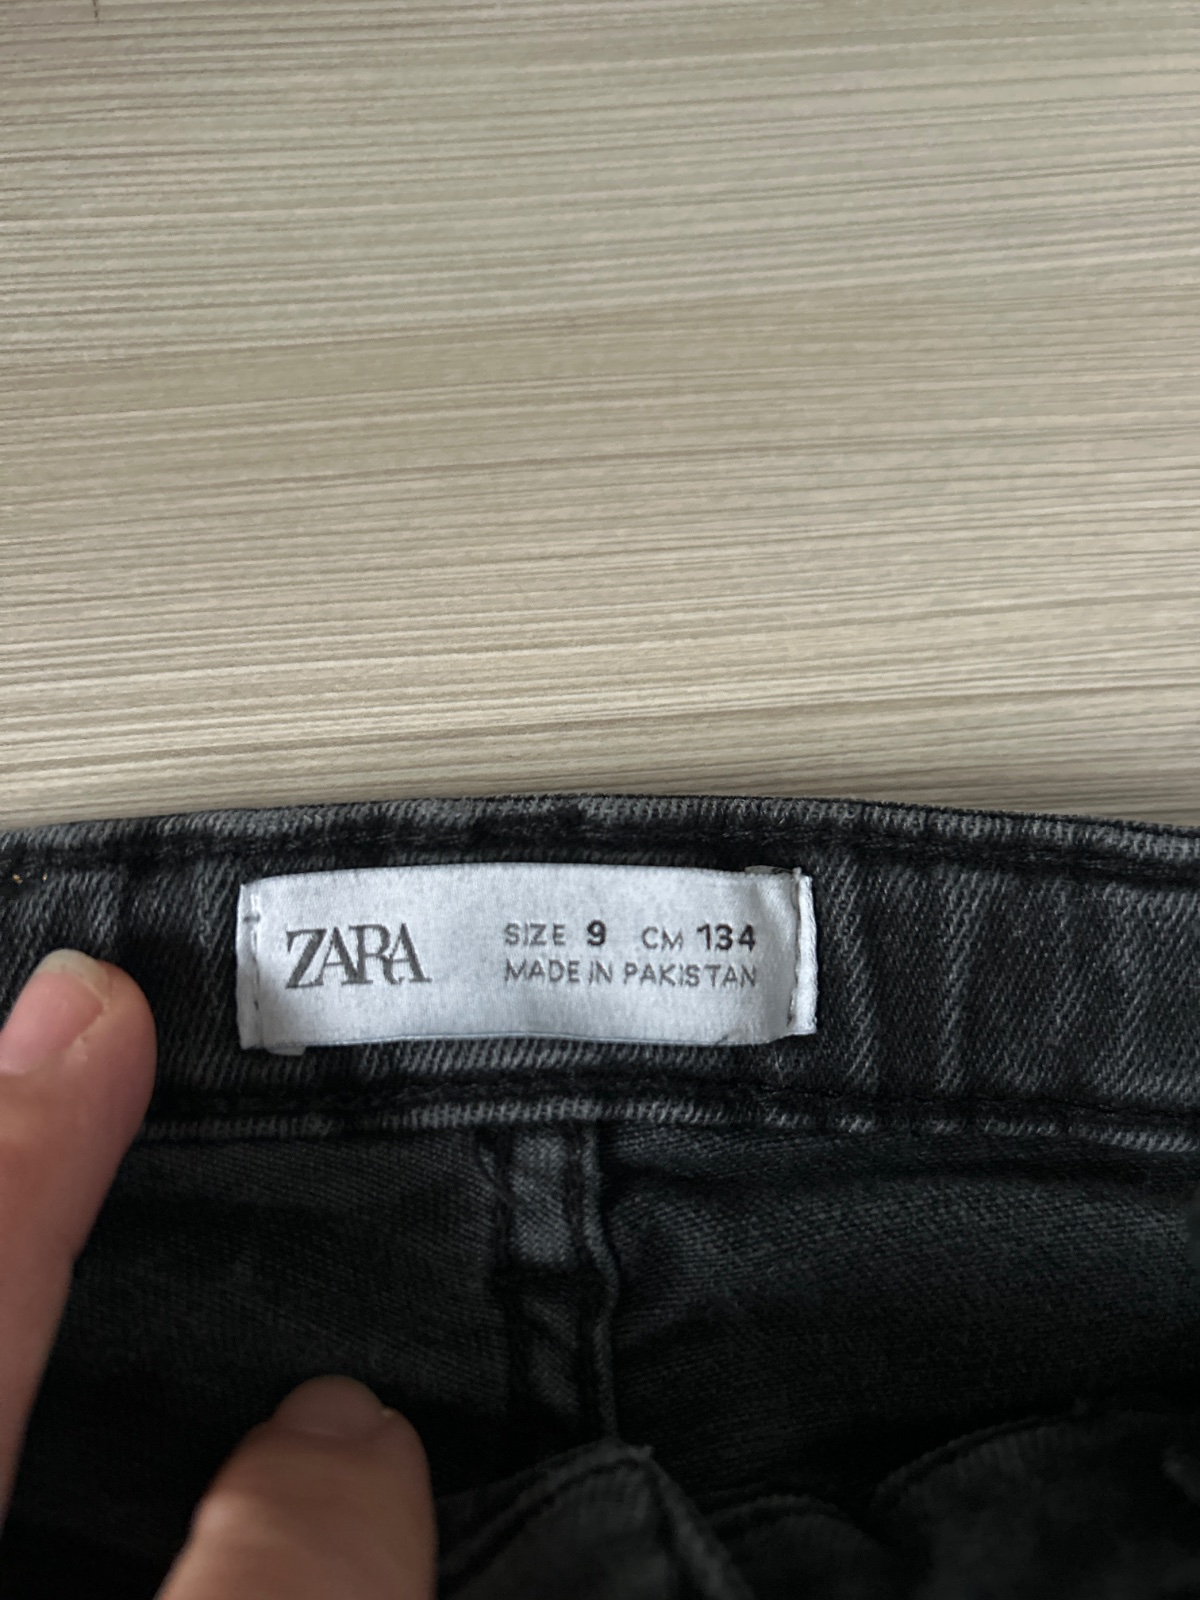 ZARA
SIZE 9 CM 134
MADE IN PAKISTAN